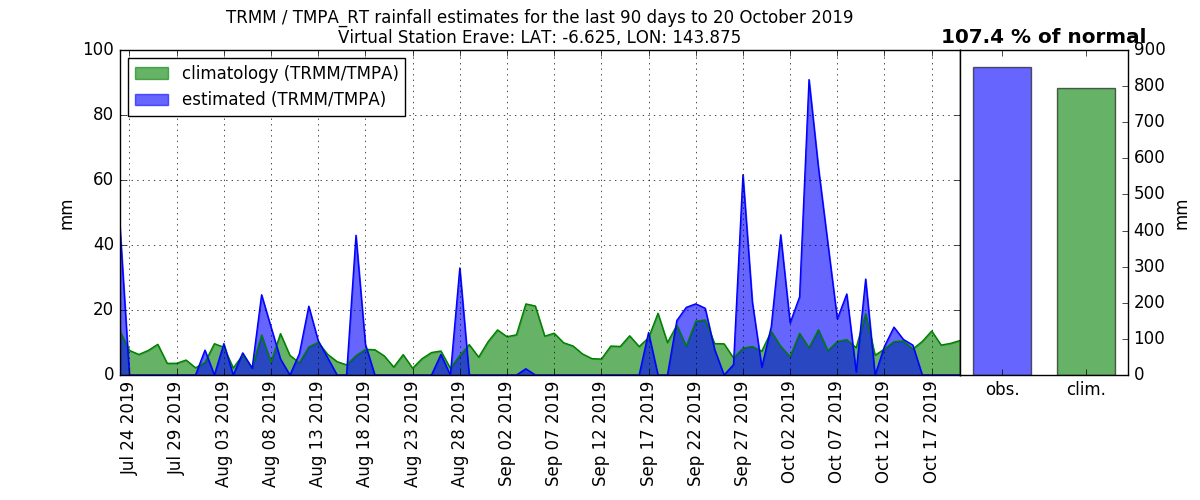 TRMM / TMPA_RT rainfall estimates for the last 90 days to 20 October 2019
Virtual Station Erave: LAT: -6.625, LON: 143.875
107.4 % of normal
climatology (TRMM/TMPA)
estimated (TRMM/TMPA)
100
80
60
40
20
0
mm
Jul 24 2019
Jul 29 2019
Aug 03 2019
Aug 08 2019
Aug 13 2019
Aug 18 2019
Aug 23 2019
Aug 28 2019
Sep 02 2019
Sep 07 2019
Sep 12 2019
Sep 17 2019
Sep 22 2019
Sep 27 2019
Oct 02 2019
Oct 07 2019
Oct 12 2019
Oct 17 2019
obs.
clim.
900
800
700
600
500
400
300
200
100
0
mm